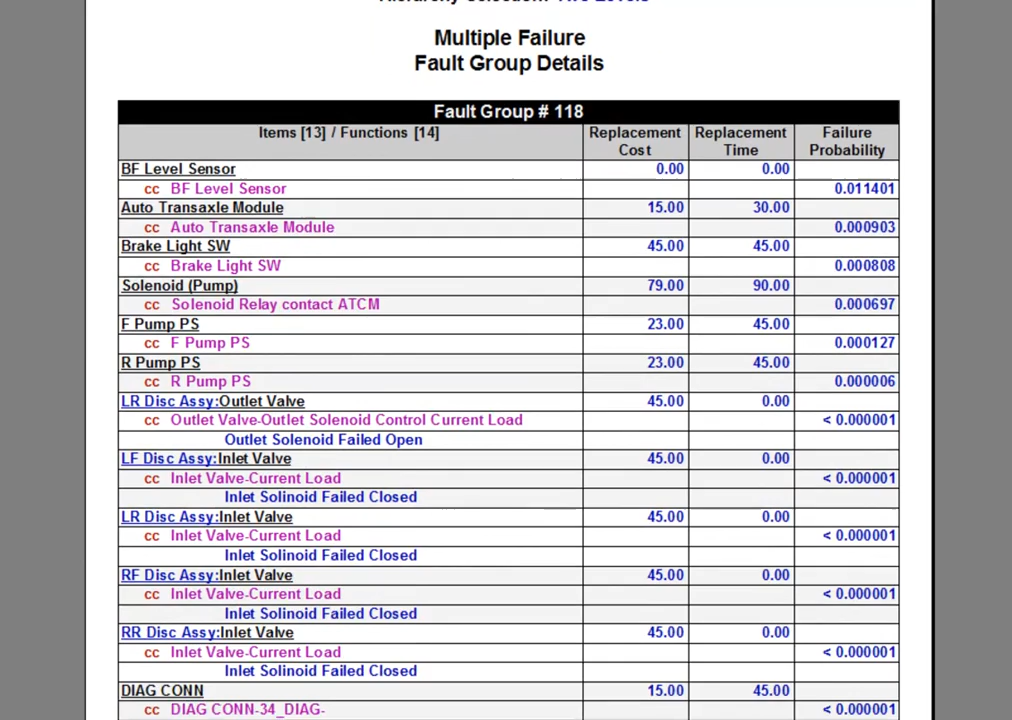 Multiple Failure
Fault Group Details
Fault Group # 118
Items [13] / Functions [14] Replacement Cost Replacement Time Failure Probability
BF Level Sensor 0.00 0.00
cc BF Level Sensor 0.011401
Auto Transaxle Module 15.00 30.00
cc Auto Transaxle Module 0.000903
Brake Light SW 45.00 45.00
cc Brake Light SW 0.000808
Solenoid (Pump) 79.00 90.00
cc Solenoid Relay contact ATCM 0.000697
F Pump PS 23.00 45.00
cc F Pump PS 0.000127
R Pump PS 23.00 45.00
cc R Pump PS 0.000006
LR Disc Assy:Outlet Valve 45.00 0.00
cc Outlet Valve-Outlet Solenoid Control Current Load < 0.000001
Outlet Solenoid Failed Open
LF Disc Assy:Inlet Valve 45.00 0.00
cc Inlet Valve-Current Load < 0.000001
Inlet Solinoid Failed Closed
LR Disc Assy:Inlet Valve 45.00 0.00
cc Inlet Valve-Current Load < 0.000001
Inlet Solinoid Failed Closed
RF Disc Assy:Inlet Valve 45.00 0.00
cc Inlet Valve-Current Load < 0.000001
Inlet Solinoid Failed Closed
RR Disc Assy:Inlet Valve 45.00 0.00
cc Inlet Valve-Current Load < 0.000001
Inlet Solinoid Failed Closed
DIAG CONN 15.00 45.00
cc DIAG CONN-34_DIAG- < 0.000001